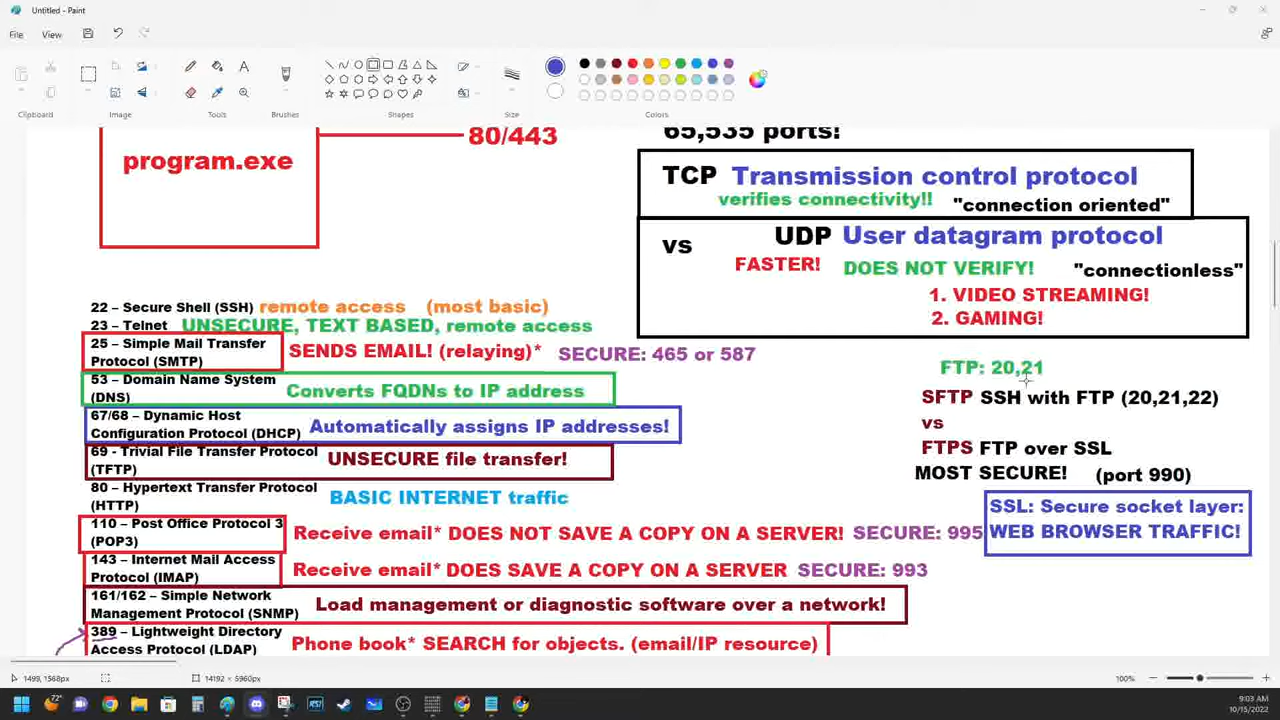 Untitled - Paint
File
View
Clipboard
Image
Tools
Brushes
Shapes
Size
Colors
program.exe
80/443
65,535 ports!
TCP Transmission control protocol
verifies connectivity!! "connection oriented"
vs
UDP User datagram protocol
FASTER! DOES NOT VERIFY! "connectionless"
1. VIDEO STREAMING!
2. GAMING!
22 – Secure Shell (SSH) remote access (most basic)
23 – Telnet UNSECURE, TEXT BASED, remote access
25 – Simple Mail Transfer
Protocol (SMTP)
SENDS EMAIL! (relaying)* SECURE: 465 or 587
53 – Domain Name System
(DNS)
Converts FQDNs to IP address
67/68 – Dynamic Host
Configuration Protocol (DHCP)
Automatically assigns IP addresses!
69 - Trivial File Transfer Protocol
(TFTP)
UNSECURE file transfer!
80 – Hypertext Transfer Protocol
(HTTP)
BASIC INTERNET traffic
110 – Post Office Protocol 3
(POP3)
Receive email* DOES NOT SAVE A COPY ON A SERVER! SECURE: 995
143 – Internet Mail Access
Protocol (IMAP)
Receive email* DOES SAVE A COPY ON A SERVER SECURE: 993
161/162 – Simple Network
Management Protocol (SNMP)
Load management or diagnostic software over a network!
389 – Lightweight Directory
Access Protocol (LDAP)
Phone book* SEARCH for objects. (email/IP resource)
FTP: 20,21
SFTP SSH with FTP (20,21,22)
vs
FTPS FTP over SSL
MOST SECURE! (port 990)
SSL: Secure socket layer:
WEB BROWSER TRAFFIC!
1499, 1568px
14192 × 5960px
100%
72°
9:03 AM
10/15/2022